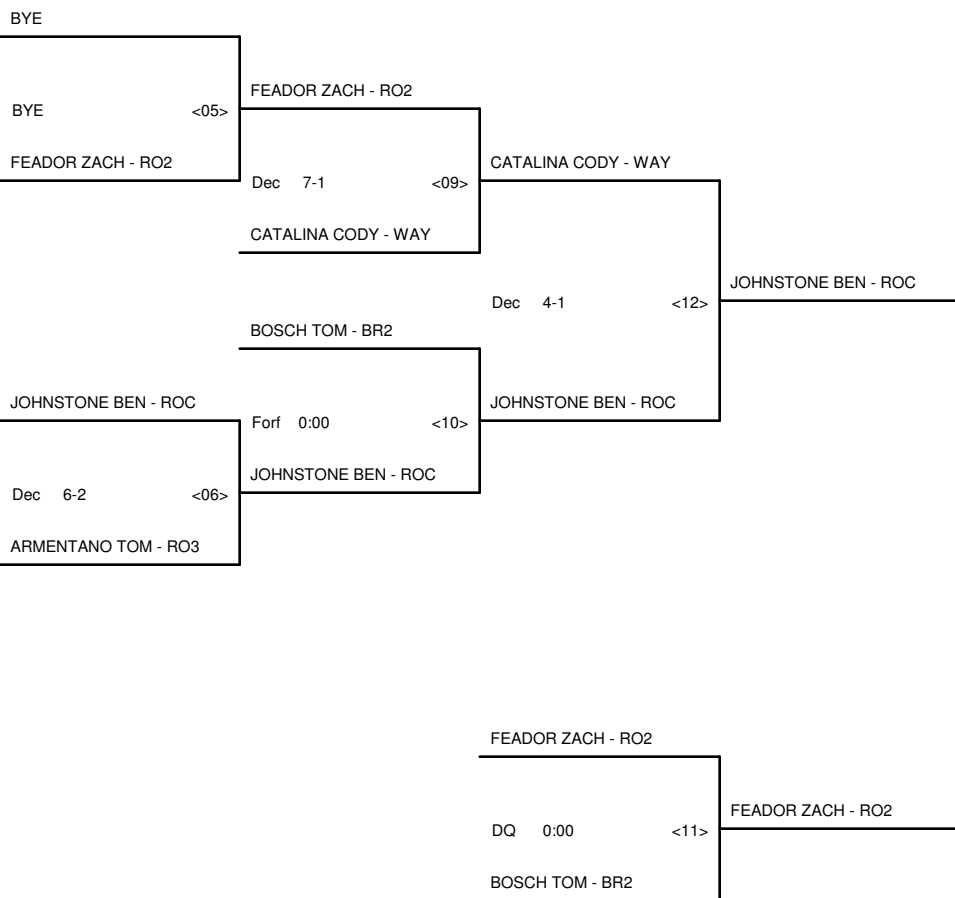 BYE
FEADOR ZACH - RO2
BYE <05>
FEADOR ZACH - RO2
CATALINA CODY - WAY
Dec 7-1 <09>
CATALINA CODY - WAY
JOHNSTONE BEN - ROC
Dec 4-1 <12>
BOSCH TOM - BR2
JOHNSTONE BEN - ROC
JOHNSTONE BEN - ROC
Forf 0:00 <10>
JOHNSTONE BEN - ROC
Dec 6-2 <06>
ARMENTANO TOM - RO3
FEADOR ZACH - RO2
FEADOR ZACH - RO2
DQ 0:00 <11>
BOSCH TOM - BR2